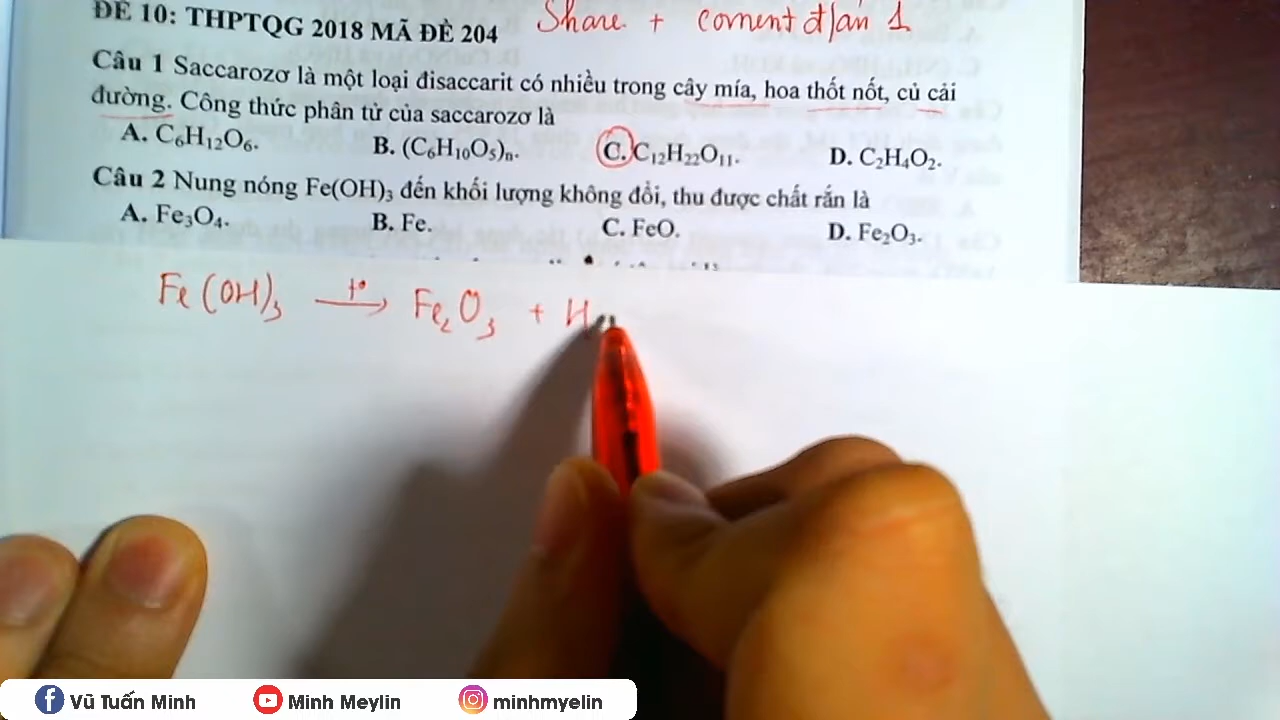 ĐỀ 10: THPTQG 2018 MÃ ĐỀ 204 Share + coment đ/án 1
Câu 1 Saccarozơ là một loại đisaccarit có nhiều trong cây mía, hoa thốt nốt, củ cải
đường. Công thức phân tử của saccarozơ là
A. C₆H₁₂O₆. B. (C₆H₁₀O₅)ₙ. C. C₁₂H₂₂O₁₁. D. C₂H₄O₂.
Câu 2 Nung nóng Fe(OH)₃ đến khối lượng không đổi, thu được chất rắn là
A. Fe₃O₄. B. Fe. C. FeO. D. Fe₂O₃.
Fe(OH)₃ —t°→ Fe₂O₃ + H
Vũ Tuấn Minh Minh Meylin minhmyelin